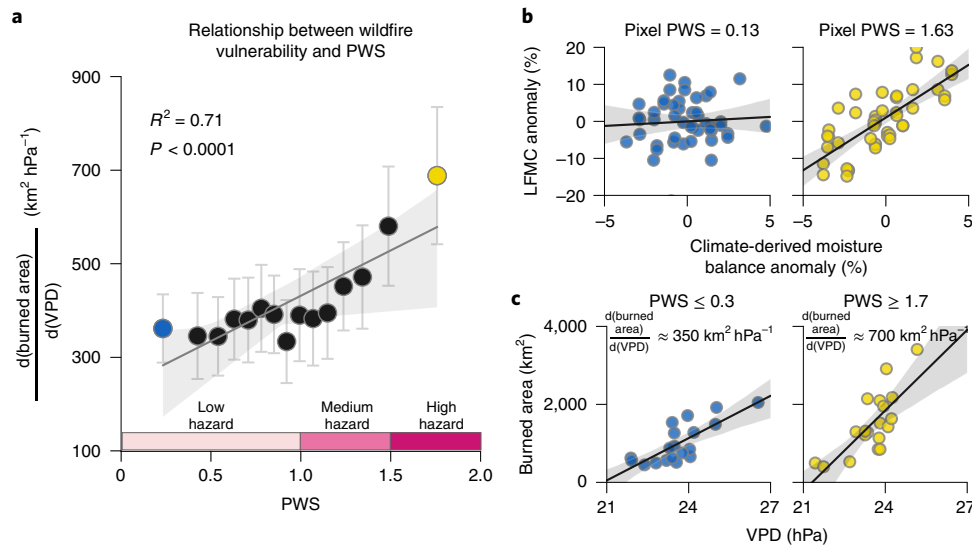 a
Relationship between wildfire
vulnerability and PWS
d(burned area)
d(VPD)
(km² hPa⁻¹)
900
700
500
300
100
R² = 0.71
P < 0.0001
Low
hazard
Medium
hazard
High
hazard
0
0.5
1.0
1.5
2.0
PWS
b
Pixel PWS = 0.13
Pixel PWS = 1.63
LFMC anomaly (%)
20
10
0
−10
−20
−5
0
5
−5
0
5
Climate-derived moisture
balance anomaly (%)
c
PWS ≤ 0.3
PWS ≥ 1.7
d(burned
area)
d(VPD)
≈ 350 km² hPa⁻¹
d(burned
area)
d(VPD)
≈ 700 km² hPa⁻¹
Burned area (km²)
4,000
2,000
0
21
24
27
21
24
27
VPD (hPa)